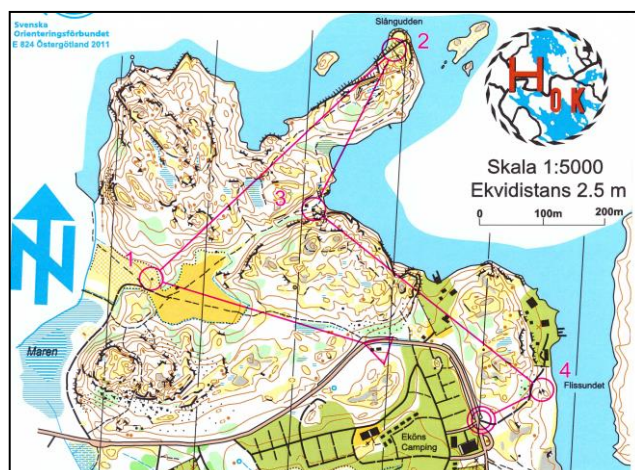 Svenska
Orienteringsförbundet
E 824 Östergötland 2011
Slångudden
2
HOK
Skala 1:5000
Ekvidistans 2.5 m
3
0
100m
200m
1
N
Maren
4
Flissundet
Eköns
Camping